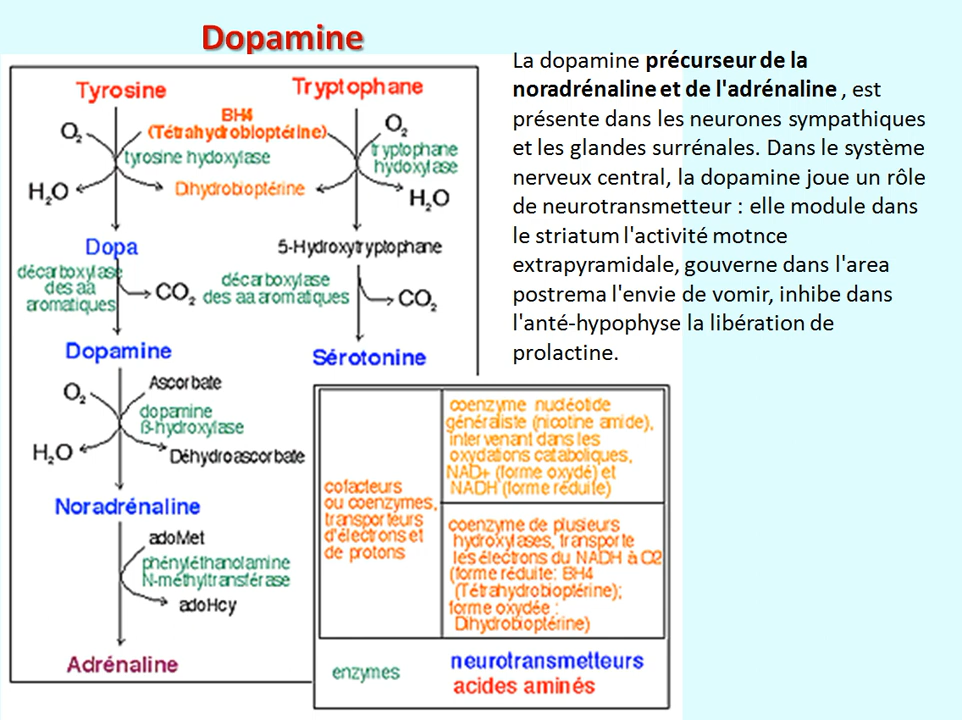 Dopamine
La dopamine précurseur de la
noradrénaline et de l'adrénaline , est
présente dans les neurones sympathiques
et les glandes surrénales. Dans le système
nerveux central, la dopamine joue un rôle
de neurotransmetteur : elle module dans
le striatum l'activité motnce
extrapyramidale, gouverne dans l'area
postrema l'envie de vomir, inhibe dans
l'anté-hypophyse la libération de
prolactine.
Tyrosine
Tryptophane
BH4
(Tétrahydrobioptérine)
O2
O2
tyrosine hydoxylase
tryptophane
hydoxylase
H2O
Dihydrobioptérine
H2O
Dopa
5-Hydroxytryptophane
décarboxylase
des aa
aromatiques
CO2
décarboxylase
des aa aromatiques
CO2
Dopamine
Sérotonine
O2
Ascorbate
dopamine
ß-hydroxylase
H2O
Déhydroascorbate
Noradrénaline
adoMet
phényléthanolamine
N-méthyltransférase
adoHcy
Adrénaline
cofacteurs
ou coenzymes,
transporteurs
d'électrons et
de protons
coenzyme nucléotide
généraliste (nicotine amide),
intervenant dans les
oxydations cataboliques,
NAD+ (forme oxydé) et
NADH (forme réduite)
coenzyme de plusieurs
hydroxylases, transporte
les électrons du NADH à O2
(forme réduite: BH4
(Tétrahydrobioptérine);
forme oxydée :
Dihydrobioptérine)
enzymes
neurotransmetteurs
acides aminés